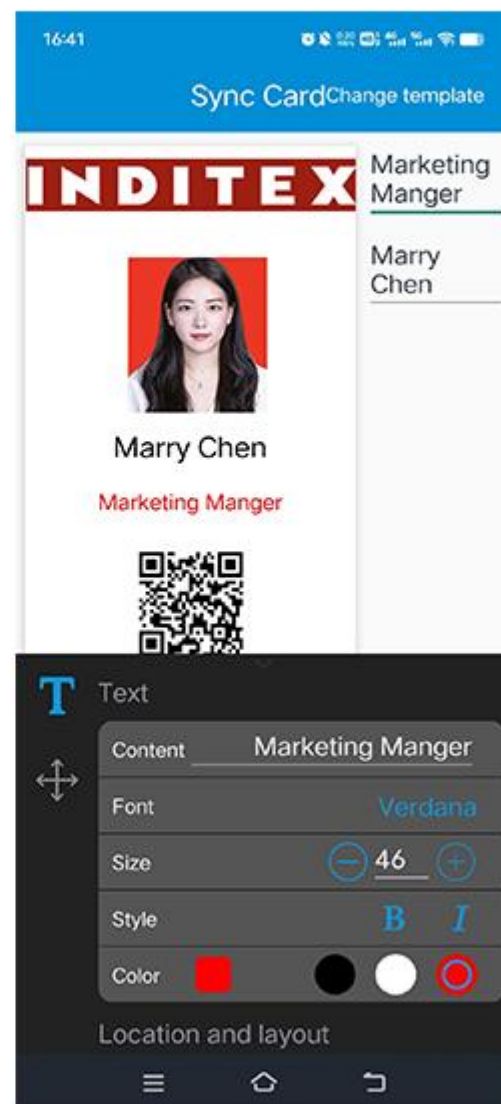 16:41
Sync Card Change template
INDITEX
Marketing
Manger
Marry
Chen
Marry Chen
Marketing Manger
T Text
Content Marketing Manger
Font Verdana
Size 46
Style B I
Color
Location and layout